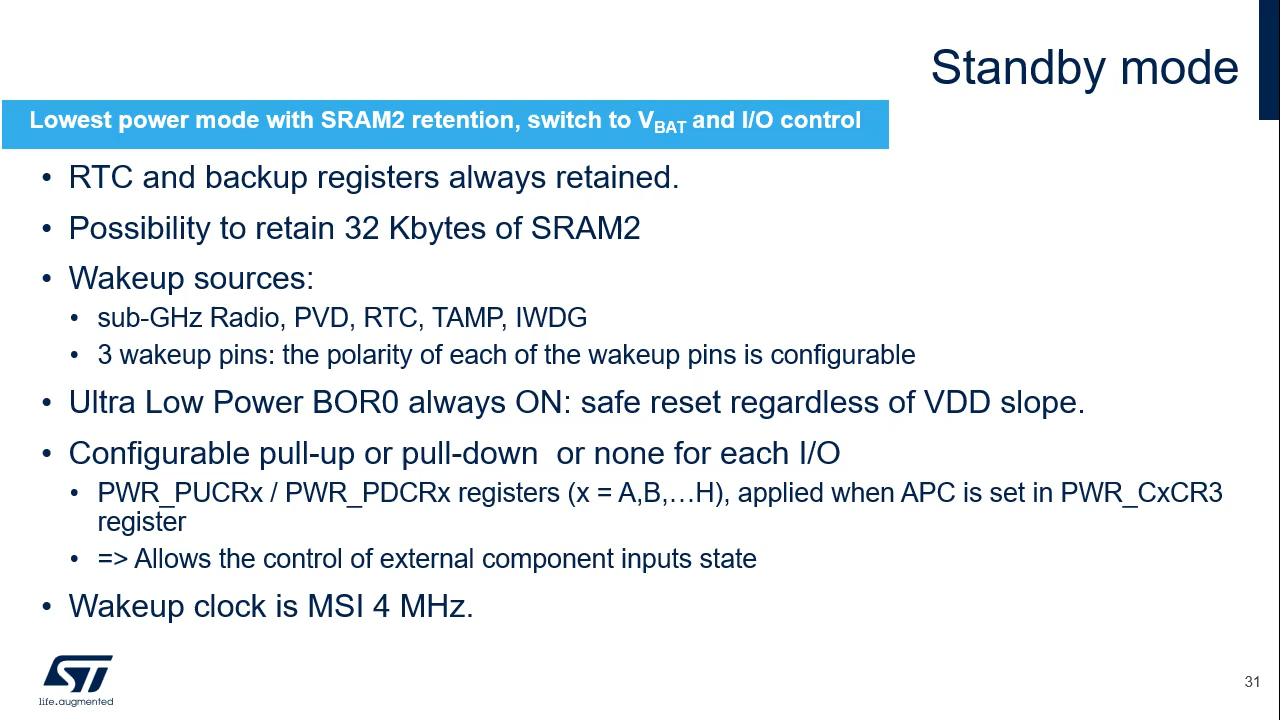 Standby mode
Lowest power mode with SRAM2 retention, switch to VBAT and I/O control
• RTC and backup registers always retained.
• Possibility to retain 32 Kbytes of SRAM2
• Wakeup sources:
• sub-GHz Radio, PVD, RTC, TAMP, IWDG
• 3 wakeup pins: the polarity of each of the wakeup pins is configurable
• Ultra Low Power BOR0 always ON: safe reset regardless of VDD slope.
• Configurable pull-up or pull-down  or none for each I/O
• PWR_PUCRx / PWR_PDCRx registers (x = A,B,…H), applied when APC is set in PWR_CxCR3
register
• => Allows the control of external component inputs state
• Wakeup clock is MSI 4 MHz.
ST
life.augmented
31